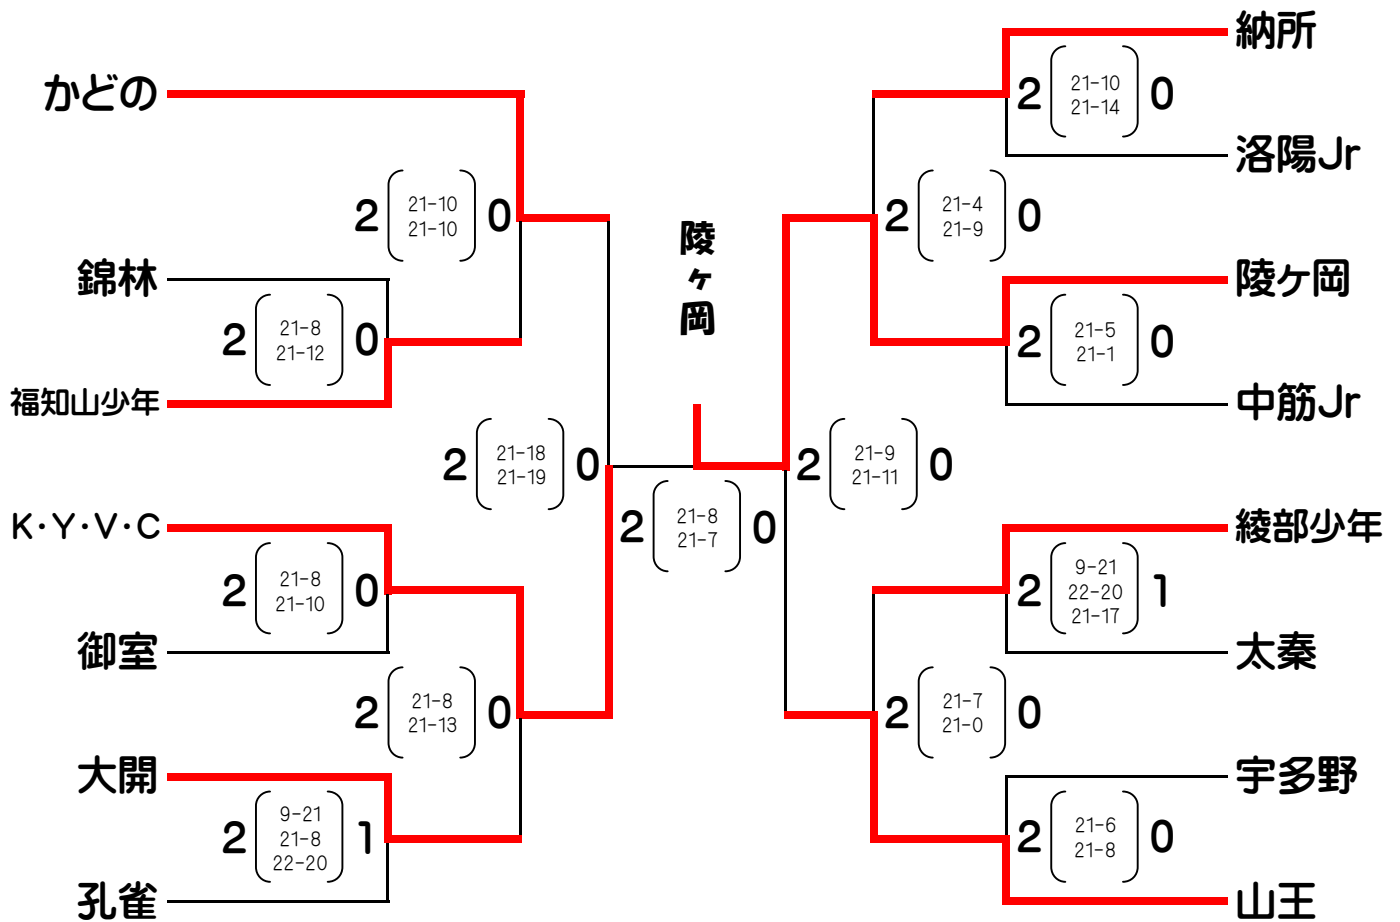 かどの
2 21-10 0
21-10
錦林
2 21-8 0
21-12
福知山少年
2 21-18 0
21-19
K・Y・V・C
2 21-8 0
21-10
御室
2 21-8 0
21-13
大開
2 9-21 1
21-8
22-20
孔雀
陵ヶ岡
2 21-8 0
21-7
納所
2 21-10 0
21-14
洛陽Jr
2 21-4 0
21-9
陵ケ岡
2 21-5 0
21-1
中筋Jr
2 21-9 0
21-11
綾部少年
2 9-21 1
22-20
21-17
太秦
2 21-7 0
21-0
宇多野
2 21-6 0
21-8
山王